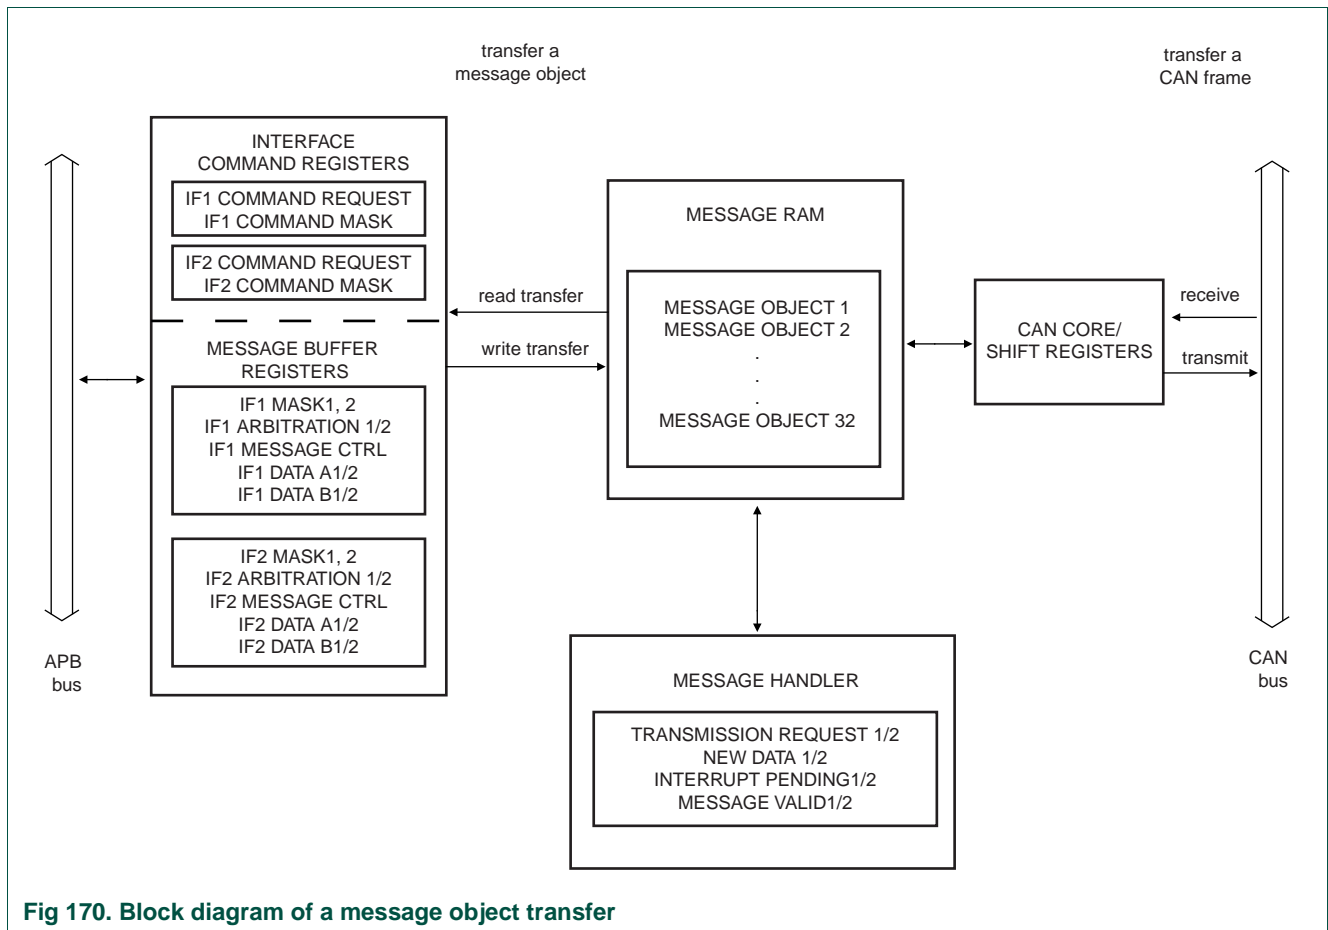 transfer a
message object
transfer a
CAN frame
INTERFACE
COMMAND REGISTERS
IF1 COMMAND REQUEST
IF1 COMMAND MASK
IF2 COMMAND REQUEST
IF2 COMMAND MASK
MESSAGE BUFFER
REGISTERS
IF1 MASK1, 2
IF1 ARBITRATION 1/2
IF1 MESSAGE CTRL
IF1 DATA A1/2
IF1 DATA B1/2
IF2 MASK1, 2
IF2 ARBITRATION 1/2
IF2 MESSAGE CTRL
IF2 DATA A1/2
IF2 DATA B1/2
APB
bus
read transfer
write transfer
MESSAGE RAM
MESSAGE OBJECT 1
MESSAGE OBJECT 2
.
.
.
MESSAGE OBJECT 32
CAN CORE/
SHIFT REGISTERS
receive
transmit
CAN
bus
MESSAGE HANDLER
TRANSMISSION REQUEST 1/2
NEW DATA 1/2
INTERRUPT PENDING1/2
MESSAGE VALID1/2
Fig 170. Block diagram of a message object transfer